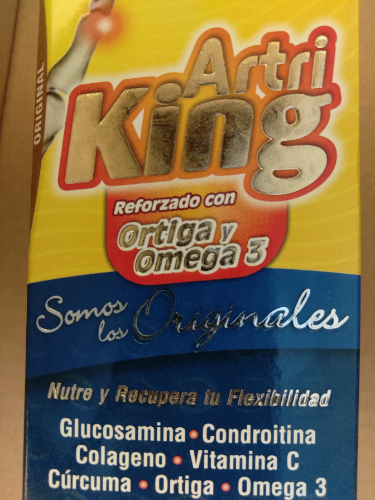 ORIGINAL
Artri
King
Reforzado con
Ortiga y
Omega 3
Somos
los Originales
Nutre y Recupera tu Flexibilidad
Glucosamina • Condroitina
Colageno • Vitamina C
Cúrcuma • Ortiga • Omega 3